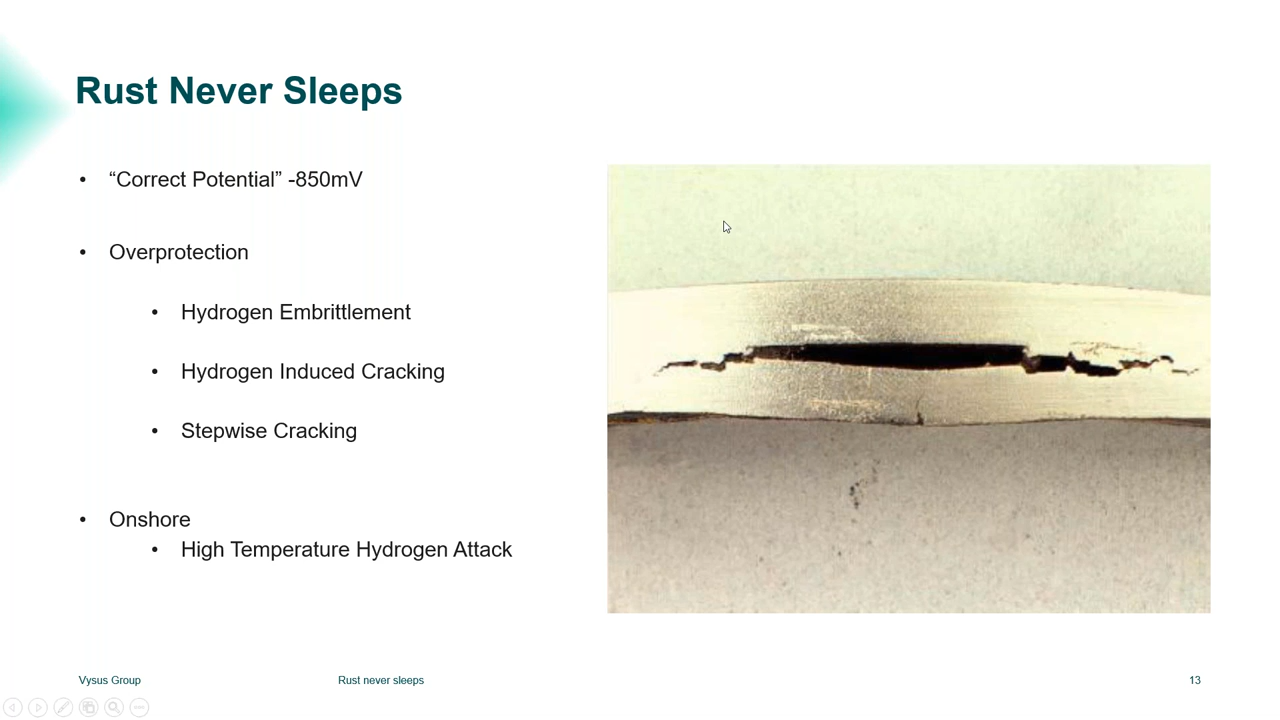 Rust Never Sleeps
• “Correct Potential” -850mV
• Overprotection
• Hydrogen Embrittlement
• Hydrogen Induced Cracking
• Stepwise Cracking
• Onshore
• High Temperature Hydrogen Attack
Vysus Group
Rust never sleeps
13